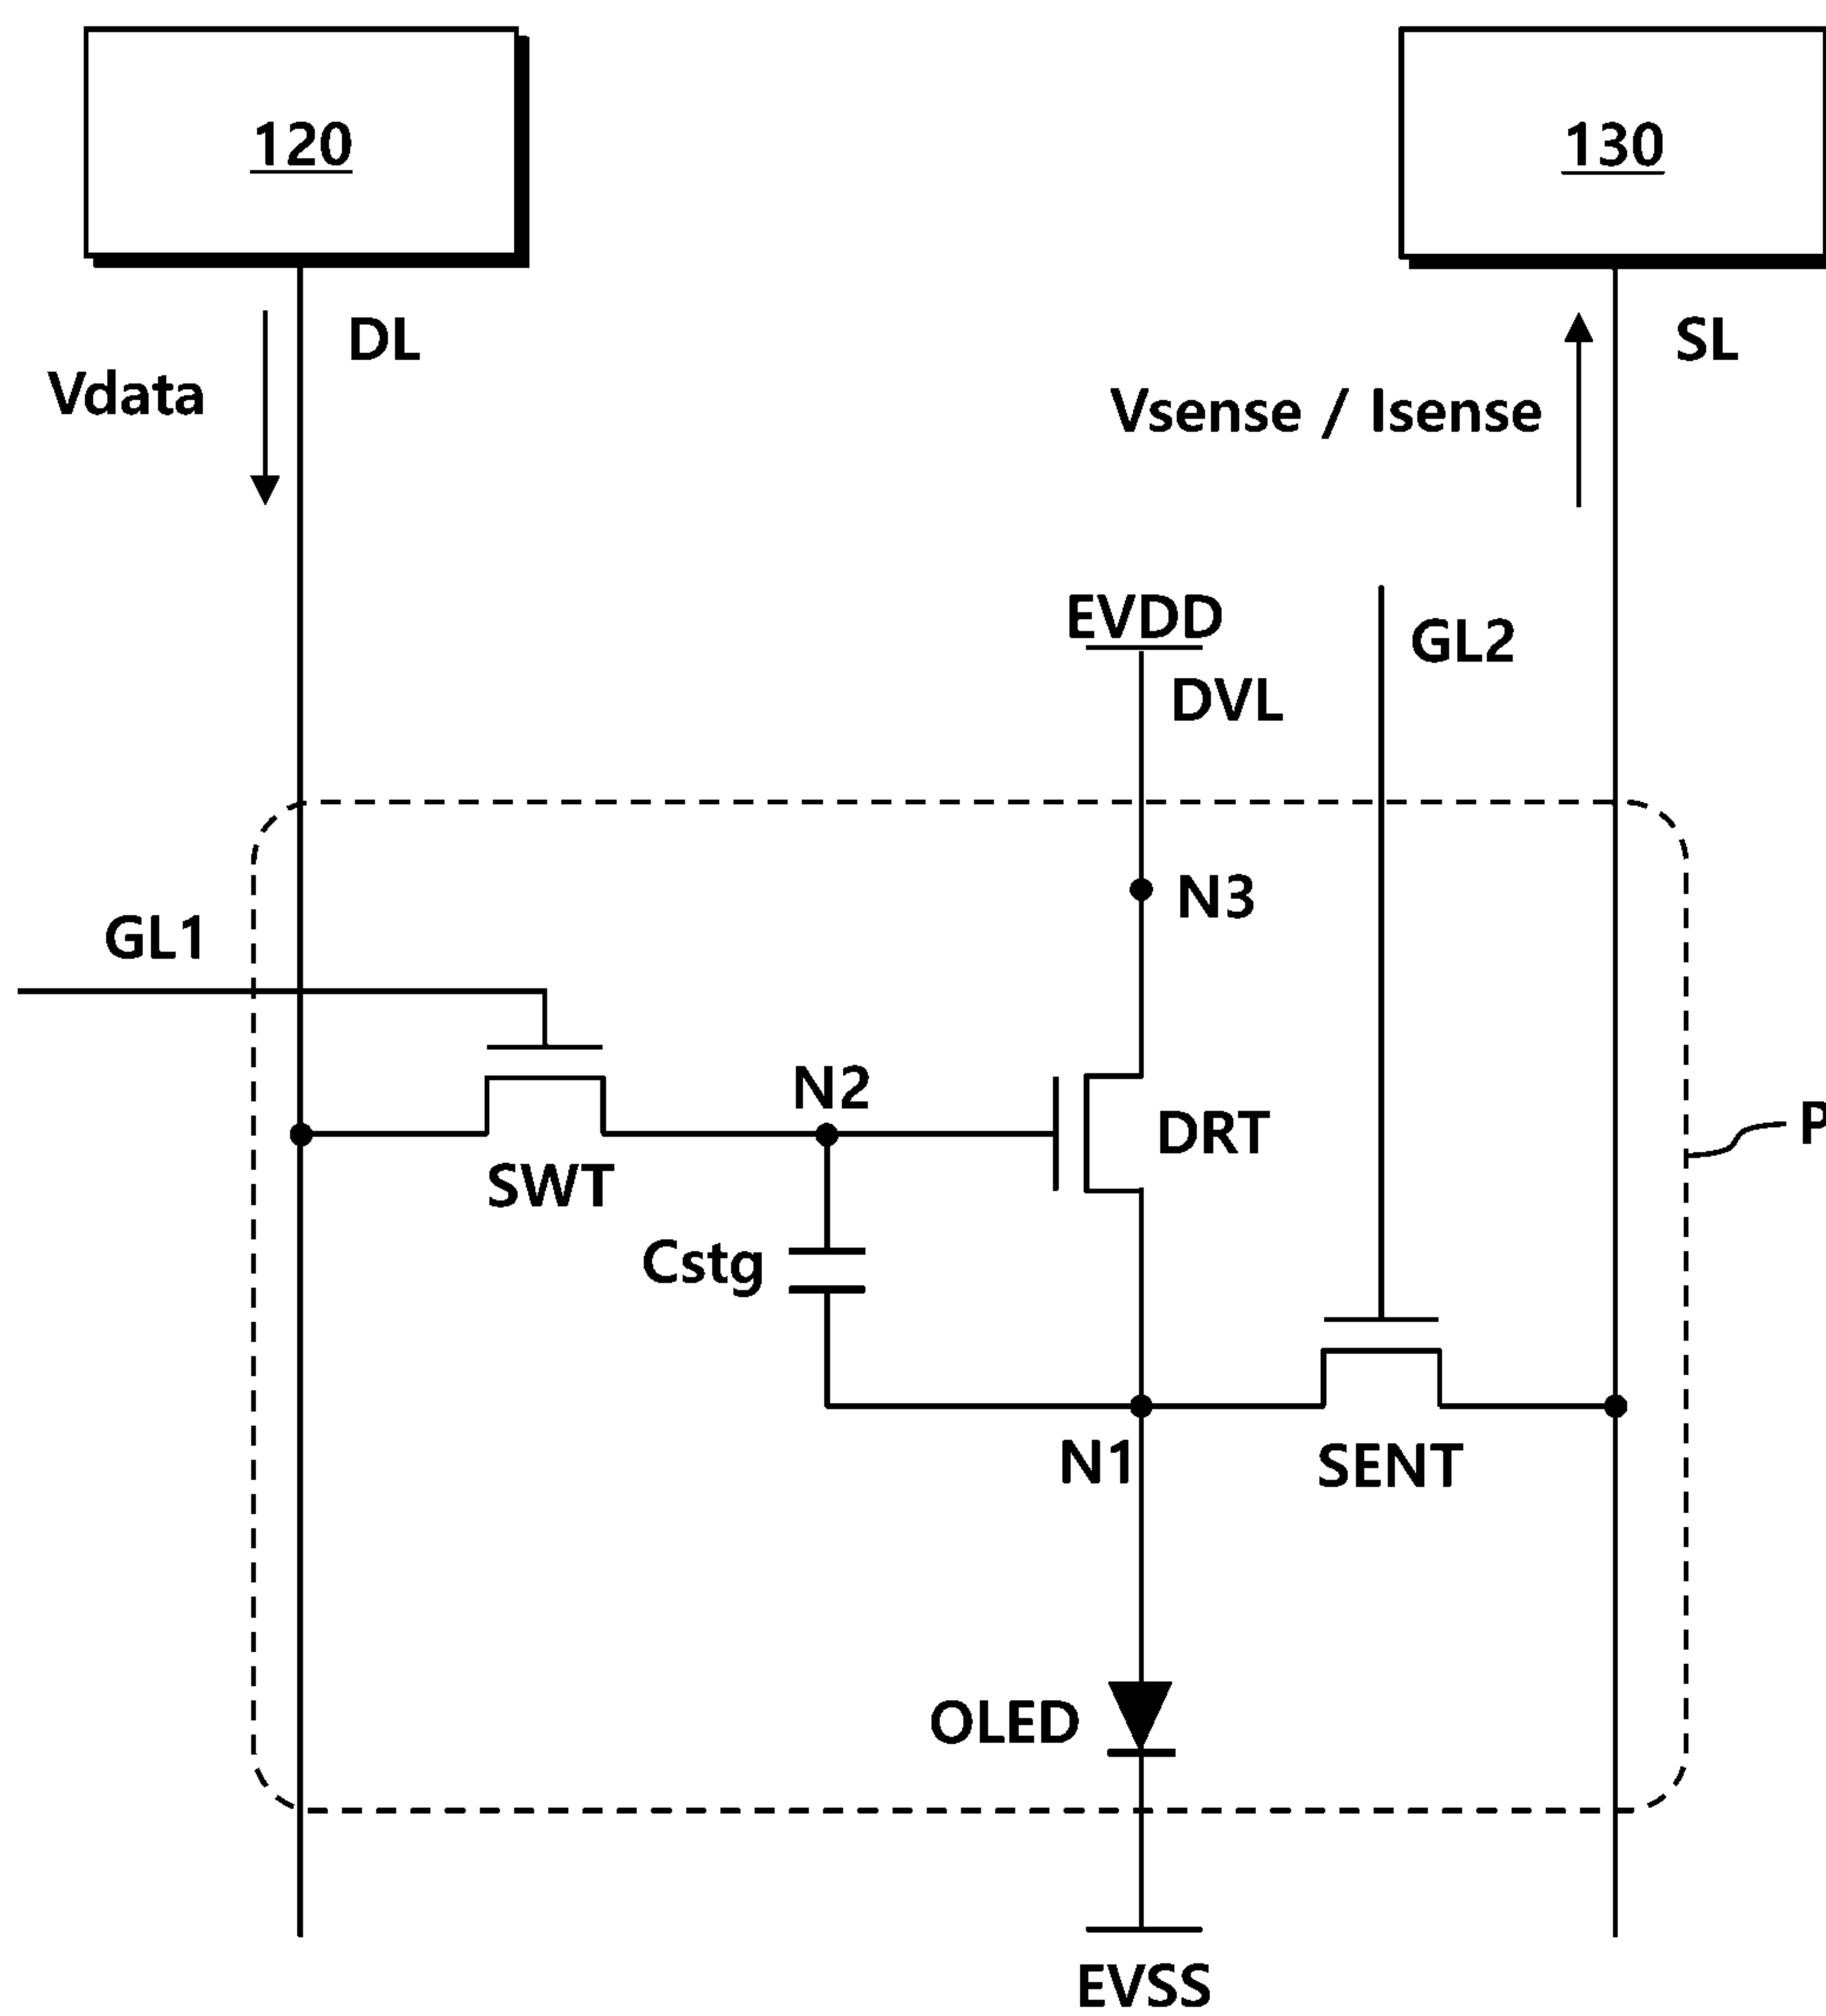 120
130
DL
SL
Vdata
Vsense / Isense
EVDD
GL2
DVL
N3
GL1
N2
DRT
P
SWT
Cstg
N1
SENT
OLED
EVSS